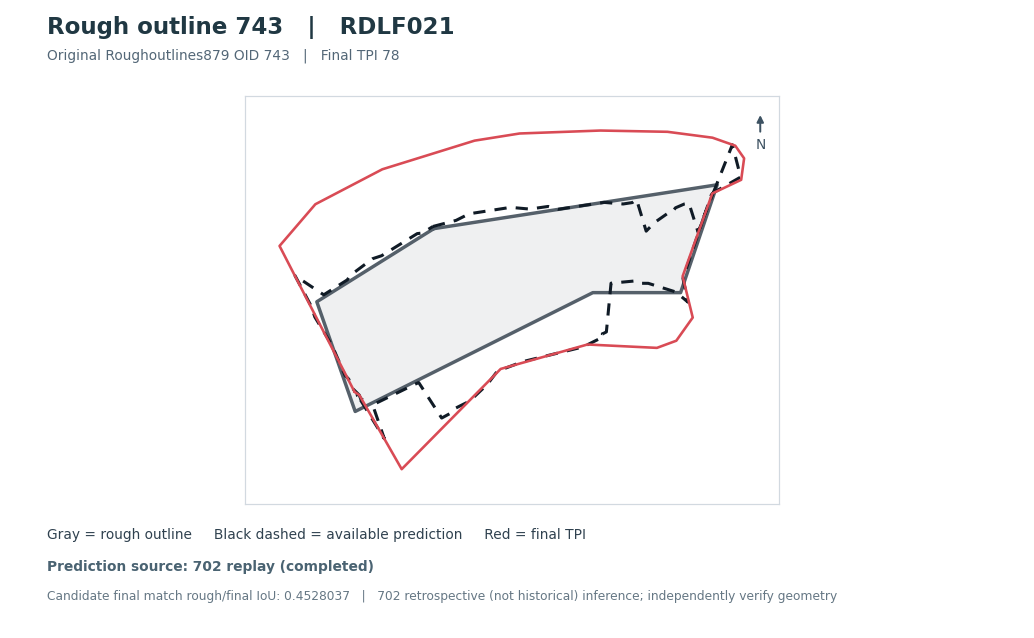 Rough outline 743   |   RDLF021
Original Roughoutlines879 OID 743   |   Final TPI 78
N
Gray = rough outline     Black dashed = available prediction     Red = final TPI
Prediction source: 702 replay (completed)
Candidate final match rough/final IoU: 0.4528037   |   702 retrospective (not historical) inference; independently verify geometry